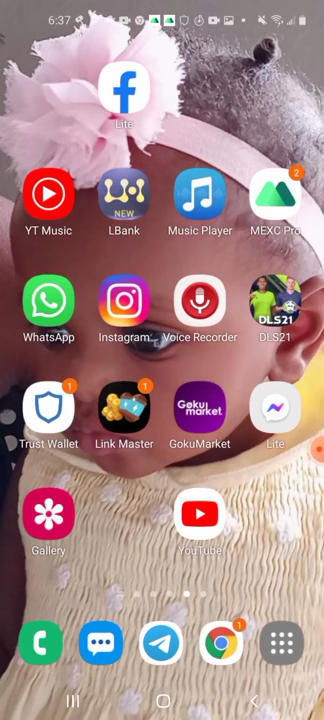 6:37
Lite
2
YT Music LBank Music Player MEXC Pro
NEW
WhatsApp Instagram Voice Recorder DLS21
DLS21
1 1
Goku
market.
Trust Wallet Link Master GokuMarket Lite
Gallery YouTube
1